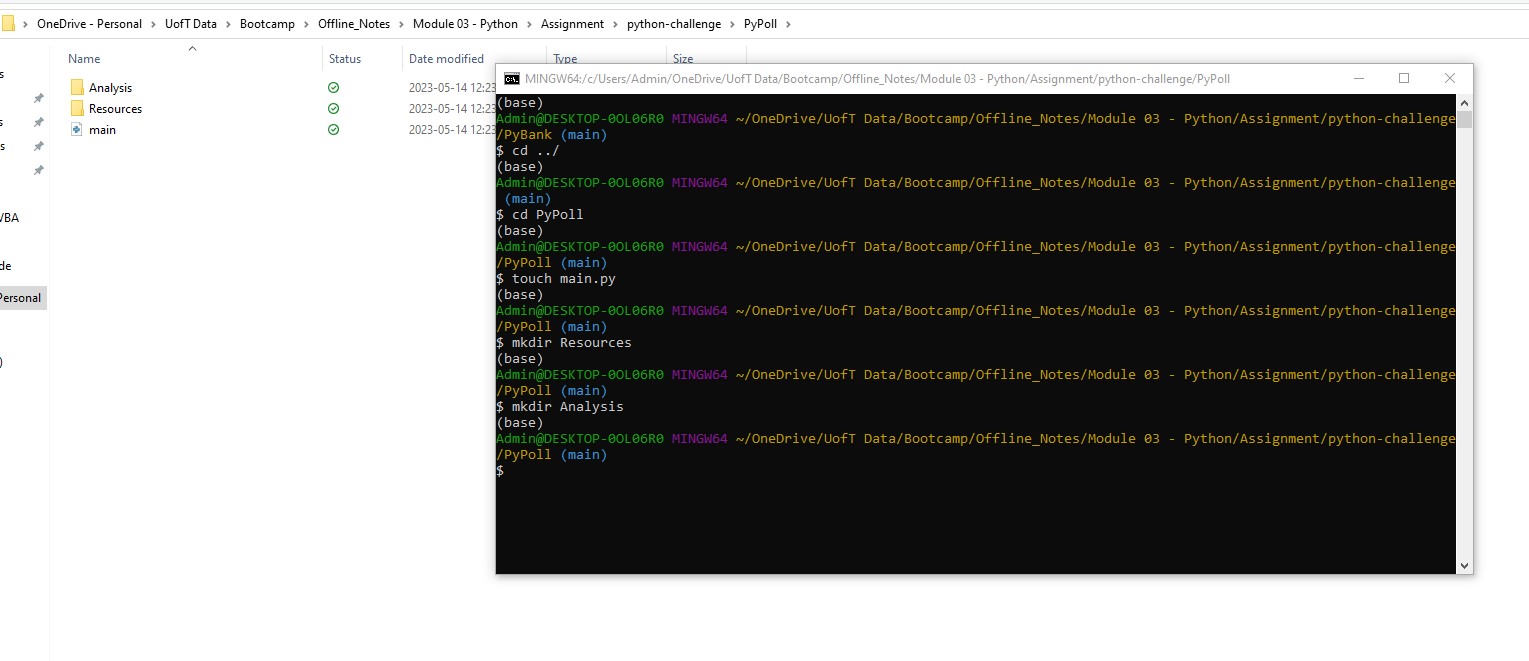 OneDrive - Personal > UofT Data > Bootcamp > Offline_Notes > Module 03 - Python > Assignment > python-challenge > PyPoll >
Name Status Date modified Type Size
Analysis 2023-05-14 12:23
Resources 2023-05-14 12:23
main 2023-05-14 12:23
s
s
s
/BA
de
Personal
)
MINGW64:/c/Users/Admin/OneDrive/UofT Data/Bootcamp/Offline_Notes/Module 03 - Python/Assignment/python-challenge/PyPoll
(base)
Admin@DESKTOP-0OL06R0 MINGW64 ~/OneDrive/UofT Data/Bootcamp/Offline_Notes/Module 03 - Python/Assignment/python-challenge
/PyBank (main)
$ cd ../
(base)
Admin@DESKTOP-0OL06R0 MINGW64 ~/OneDrive/UofT Data/Bootcamp/Offline_Notes/Module 03 - Python/Assignment/python-challenge
(main)
$ cd PyPoll
(base)
Admin@DESKTOP-0OL06R0 MINGW64 ~/OneDrive/UofT Data/Bootcamp/Offline_Notes/Module 03 - Python/Assignment/python-challenge
/PyPoll (main)
$ touch main.py
(base)
Admin@DESKTOP-0OL06R0 MINGW64 ~/OneDrive/UofT Data/Bootcamp/Offline_Notes/Module 03 - Python/Assignment/python-challenge
/PyPoll (main)
$ mkdir Resources
(base)
Admin@DESKTOP-0OL06R0 MINGW64 ~/OneDrive/UofT Data/Bootcamp/Offline_Notes/Module 03 - Python/Assignment/python-challenge
/PyPoll (main)
$ mkdir Analysis
(base)
Admin@DESKTOP-0OL06R0 MINGW64 ~/OneDrive/UofT Data/Bootcamp/Offline_Notes/Module 03 - Python/Assignment/python-challenge
/PyPoll (main)
$